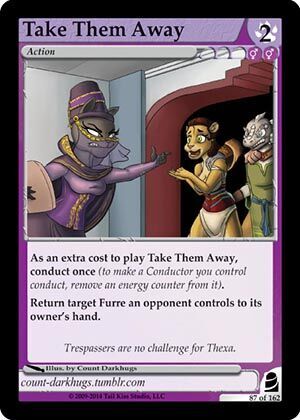 Take Them Away
2
Action
As an extra cost to play Take Them Away,
conduct once (to make a Conductor you control
conduct, remove an energy counter from it).
Return target Furre an opponent controls to its
owner's hand.
Trespassers are no challenge for Thexa.
Illus. by Count Darkhugs
© 2009-2014 Tail Kiss Studio, LLC
count-darkhugs.tumblr.com
87 of 162